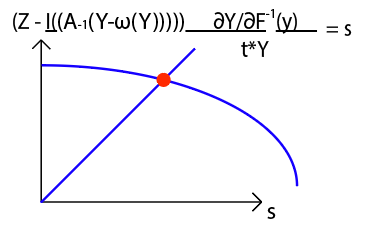 (Z - I((A-1(Y-ω(Y))))) ∂Y/∂F-1(y) = s
t*Y
s